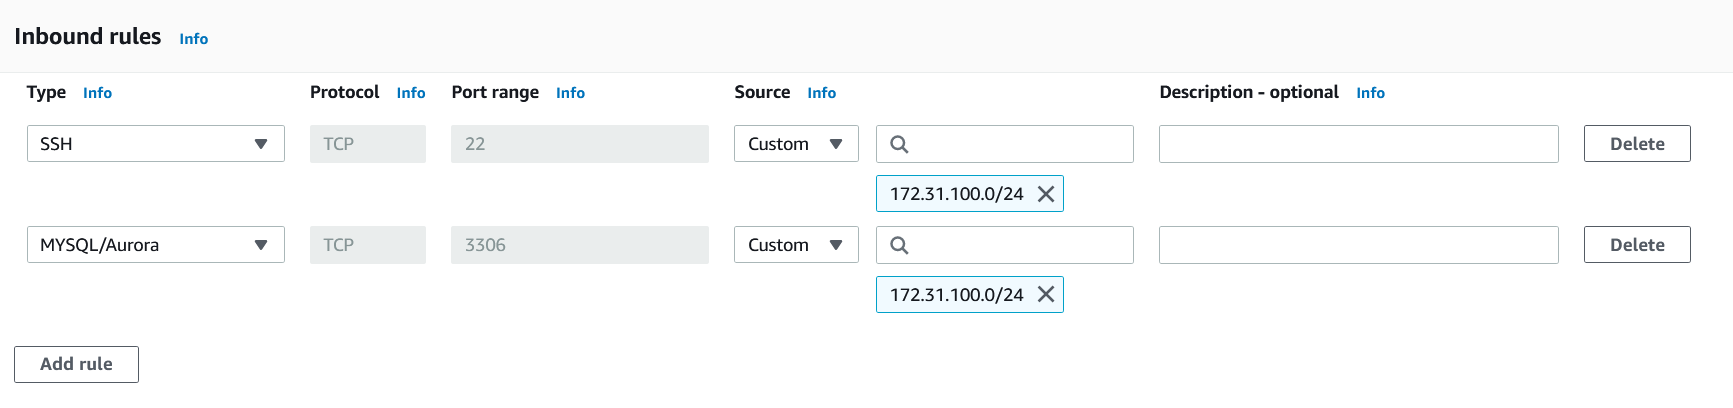 Inbound rules Info
Type Info Protocol Info Port range Info Source Info Description - optional Info
SSH TCP 22 Custom Delete
172.31.100.0/24
MYSQL/Aurora TCP 3306 Custom Delete
172.31.100.0/24
Add rule